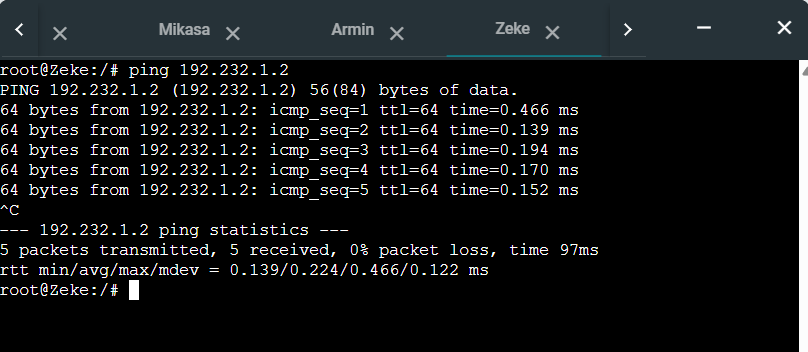 Mikasa Armin Zeke
root@Zeke:/# ping 192.232.1.2
PING 192.232.1.2 (192.232.1.2) 56(84) bytes of data.
64 bytes from 192.232.1.2: icmp_seq=1 ttl=64 time=0.466 ms
64 bytes from 192.232.1.2: icmp_seq=2 ttl=64 time=0.139 ms
64 bytes from 192.232.1.2: icmp_seq=3 ttl=64 time=0.194 ms
64 bytes from 192.232.1.2: icmp_seq=4 ttl=64 time=0.170 ms
64 bytes from 192.232.1.2: icmp_seq=5 ttl=64 time=0.152 ms
^C
--- 192.232.1.2 ping statistics ---
5 packets transmitted, 5 received, 0% packet loss, time 97ms
rtt min/avg/max/mdev = 0.139/0.224/0.466/0.122 ms
root@Zeke:/#